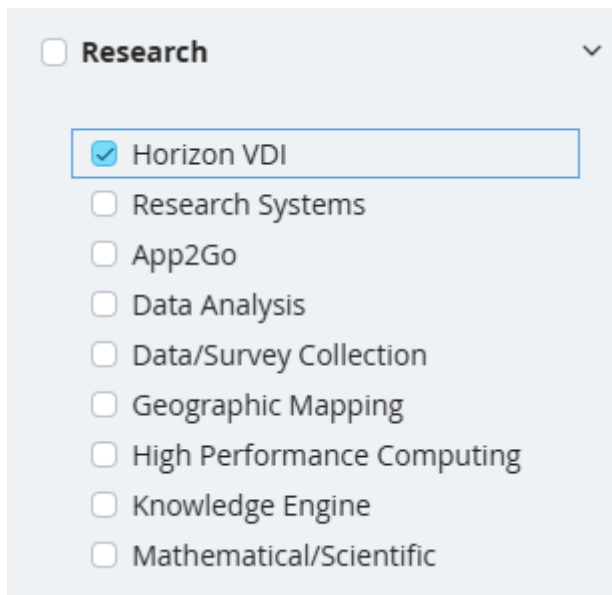 Research
Horizon VDI
Research Systems
App2Go
Data Analysis
Data/Survey Collection
Geographic Mapping
High Performance Computing
Knowledge Engine
Mathematical/Scientific